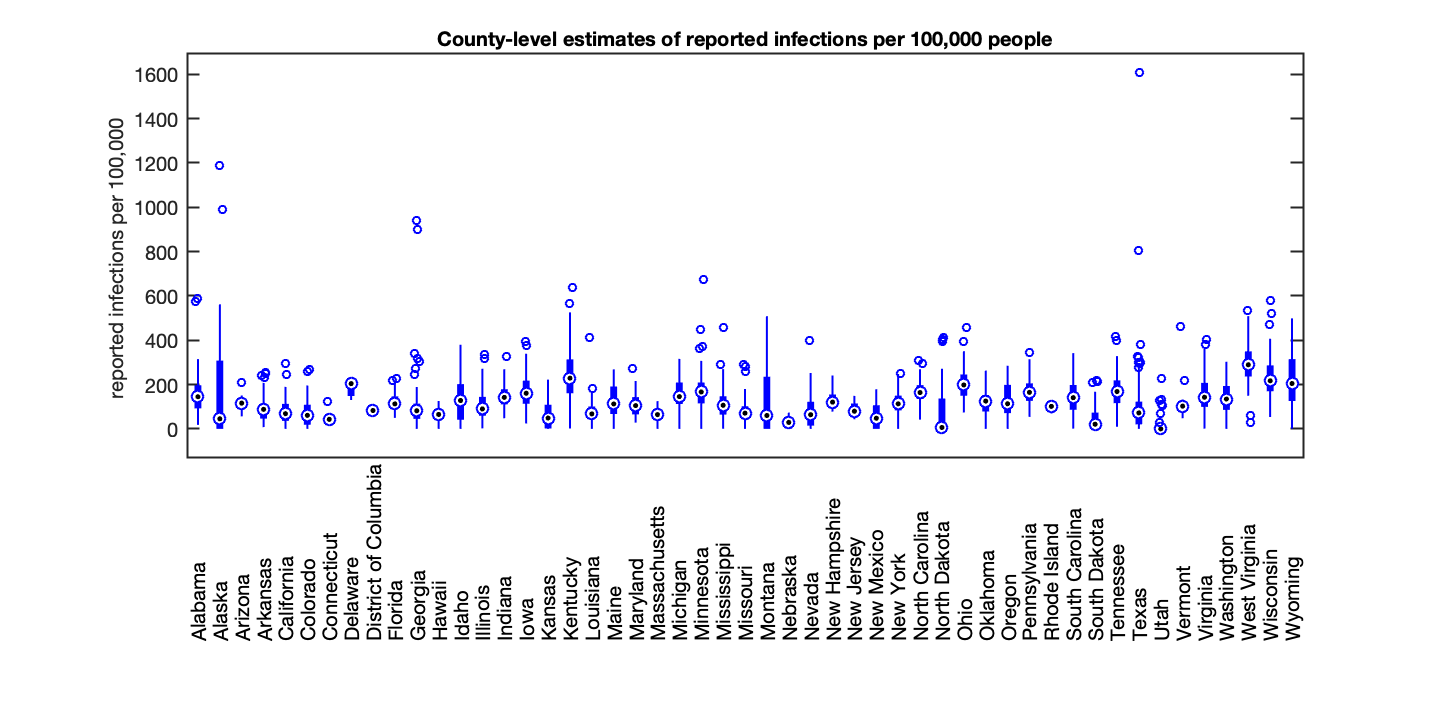 County-level estimates of reported infections per 100,000 people
reported infections per 100,000
1600
1400
1200
1000
800
600
400
200
0
Alabama
Alaska
Arizona
Arkansas
California
Colorado
Connecticut
Delaware
District of Columbia
Florida
Georgia
Hawaii
Idaho
Illinois
Indiana
Iowa
Kansas
Kentucky
Louisiana
Maine
Maryland
Massachusetts
Michigan
Minnesota
Mississippi
Missouri
Montana
Nebraska
Nevada
New Hampshire
New Jersey
New Mexico
New York
North Carolina
North Dakota
Ohio
Oklahoma
Oregon
Pennsylvania
Rhode Island
South Carolina
South Dakota
Tennessee
Texas
Utah
Vermont
Virginia
Washington
West Virginia
Wisconsin
Wyoming